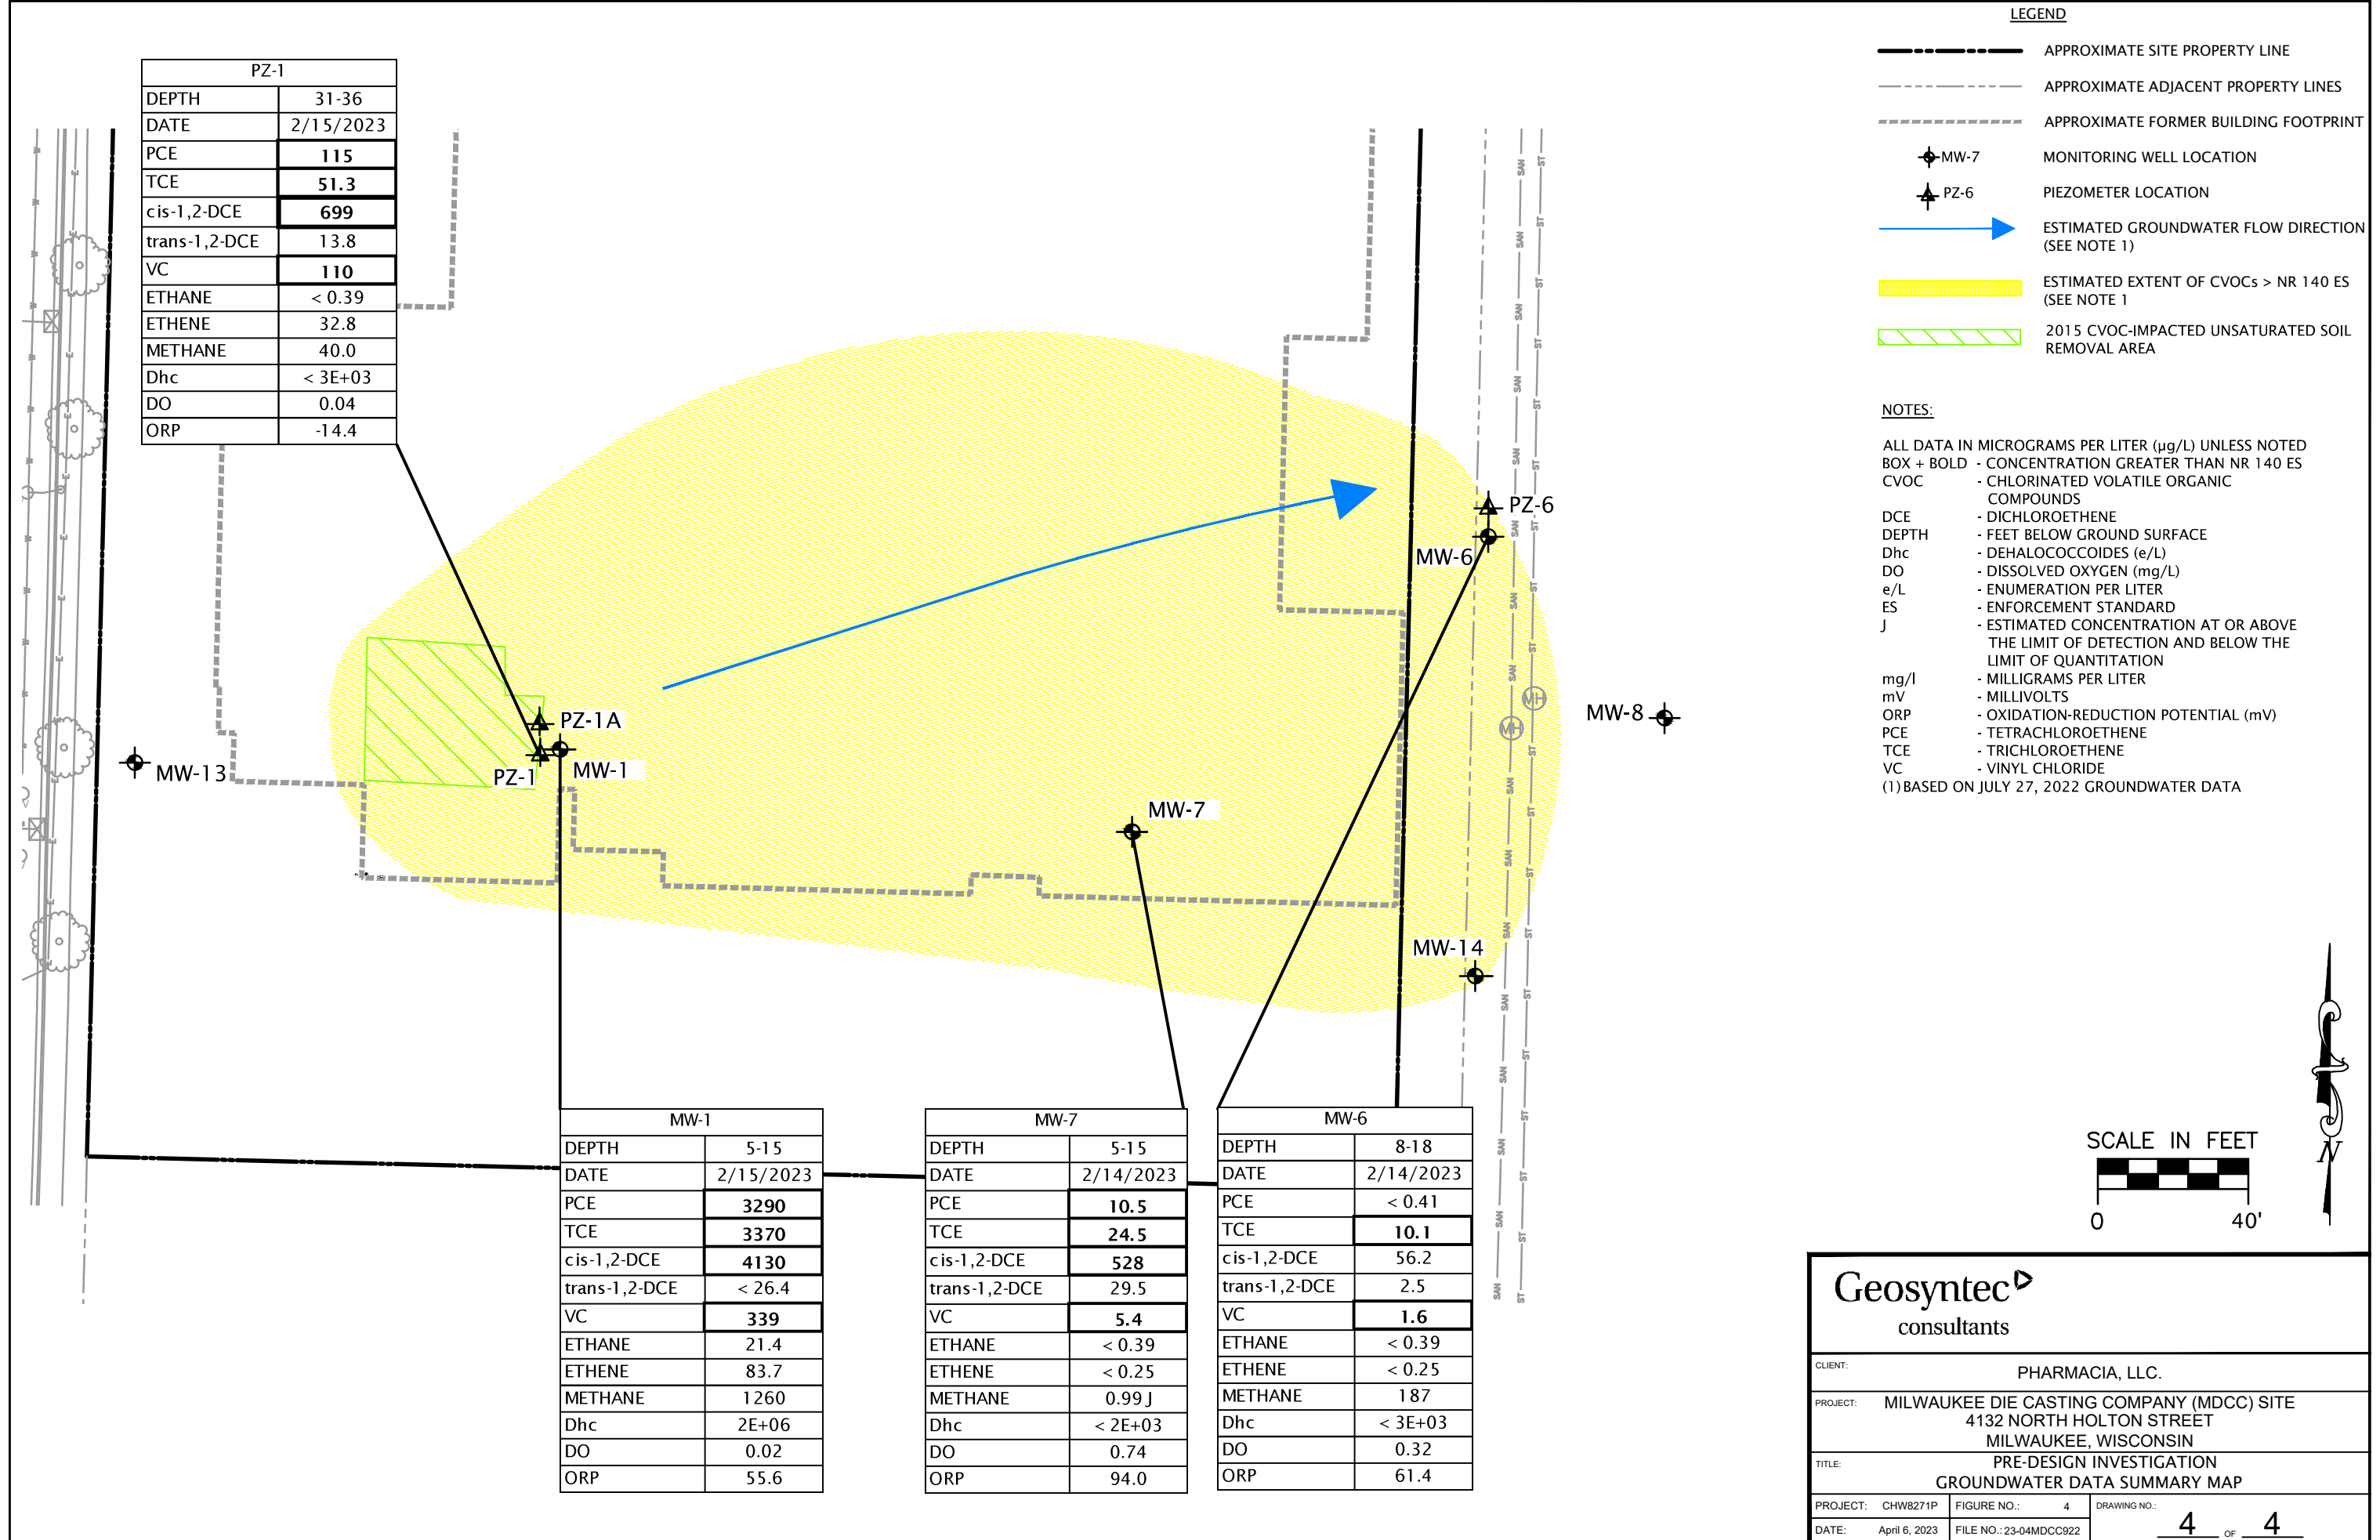 PZ-1
DEPTH 31-36
DATE 2/15/2023
PCE 115
TCE 51.3
cis-1,2-DCE 699
trans-1,2-DCE 13.8
VC 110
ETHANE < 0.39
ETHENE 32.8
METHANE 40.0
Dhc < 3E+03
DO 0.04
ORP -14.4
PZ-6
MW-6
PZ-1A
MW-1
PZ-1
MW-13
MW-7
MW-8
MW-14
MH
MH
MW-1
DEPTH 5-15
DATE 2/15/2023
PCE 3290
TCE 3370
cis-1,2-DCE 4130
trans-1,2-DCE < 26.4
VC 339
ETHANE 21.4
ETHENE 83.7
METHANE 1260
Dhc 2E+06
DO 0.02
ORP 55.6
MW-7
DEPTH 5-15
DATE 2/14/2023
PCE 10.5
TCE 24.5
cis-1,2-DCE 528
trans-1,2-DCE 29.5
VC 5.4
ETHANE < 0.39
ETHENE < 0.25
METHANE 0.99 J
Dhc < 2E+03
DO 0.74
ORP 94.0
MW-6
DEPTH 8-18
DATE 2/14/2023
PCE < 0.41
TCE 10.1
cis-1,2-DCE 56.2
trans-1,2-DCE 2.5
VC 1.6
ETHANE < 0.39
ETHENE < 0.25
METHANE 187
Dhc < 3E+03
DO 0.32
ORP 61.4
LEGEND
APPROXIMATE SITE PROPERTY LINE
APPROXIMATE ADJACENT PROPERTY LINES
APPROXIMATE FORMER BUILDING FOOTPRINT
MW-7 MONITORING WELL LOCATION
PZ-6 PIEZOMETER LOCATION
ESTIMATED GROUNDWATER FLOW DIRECTION
(SEE NOTE 1)
ESTIMATED EXTENT OF CVOCs > NR 140 ES
(SEE NOTE 1
2015 CVOC-IMPACTED UNSATURATED SOIL
REMOVAL AREA
NOTES:
ALL DATA IN MICROGRAMS PER LITER (µg/L) UNLESS NOTED
BOX + BOLD - CONCENTRATION GREATER THAN NR 140 ES
CVOC - CHLORINATED VOLATILE ORGANIC
COMPOUNDS
DCE - DICHLOROETHENE
DEPTH - FEET BELOW GROUND SURFACE
Dhc - DEHALOCOCCOIDES (e/L)
DO - DISSOLVED OXYGEN (mg/L)
e/L - ENUMERATION PER LITER
ES - ENFORCEMENT STANDARD
J - ESTIMATED CONCENTRATION AT OR ABOVE
THE LIMIT OF DETECTION AND BELOW THE
LIMIT OF QUANTITATION
mg/l - MILLIGRAMS PER LITER
mV - MILLIVOLTS
ORP - OXIDATION-REDUCTION POTENTIAL (mV)
PCE - TETRACHLOROETHENE
TCE - TRICHLOROETHENE
VC - VINYL CHLORIDE
(1) BASED ON JULY 27, 2022 GROUNDWATER DATA
N
SCALE IN FEET
0 40'
Geosyntec
consultants
CLIENT: PHARMACIA, LLC.
PROJECT: MILWAUKEE DIE CASTING COMPANY (MDCC) SITE
4132 NORTH HOLTON STREET
MILWAUKEE, WISCONSIN
TITLE: PRE-DESIGN INVESTIGATION
GROUNDWATER DATA SUMMARY MAP
PROJECT: CHW8271P FIGURE NO.: 4 DRAWING NO.:
DATE: April 6, 2023 FILE NO.: 23-04MDCC922 4 OF 4